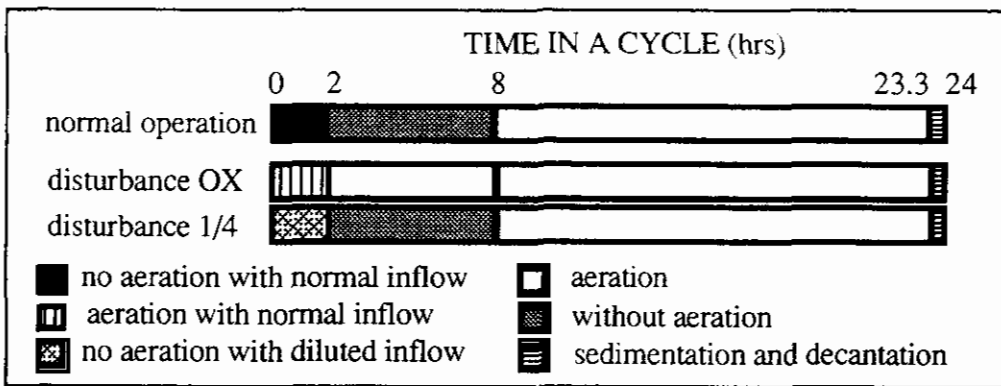 TIME IN A CYCLE (hrs)
0 2 8 23.3 24
normal operation
disturbance OX
disturbance 1/4
no aeration with normal inflow
aeration
aeration with normal inflow
without aeration
no aeration with diluted inflow
sedimentation and decantation